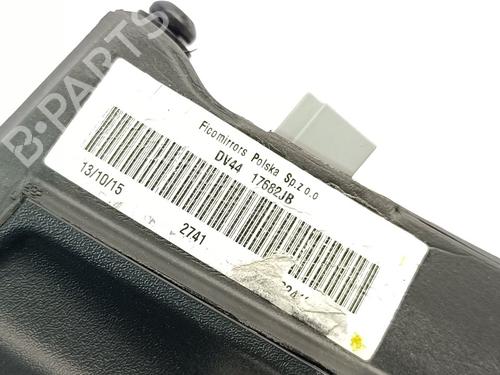 B-PARTS
Ficomirrors Polska Sp.z o.o
DV44 17682JB
13/10/15
2741